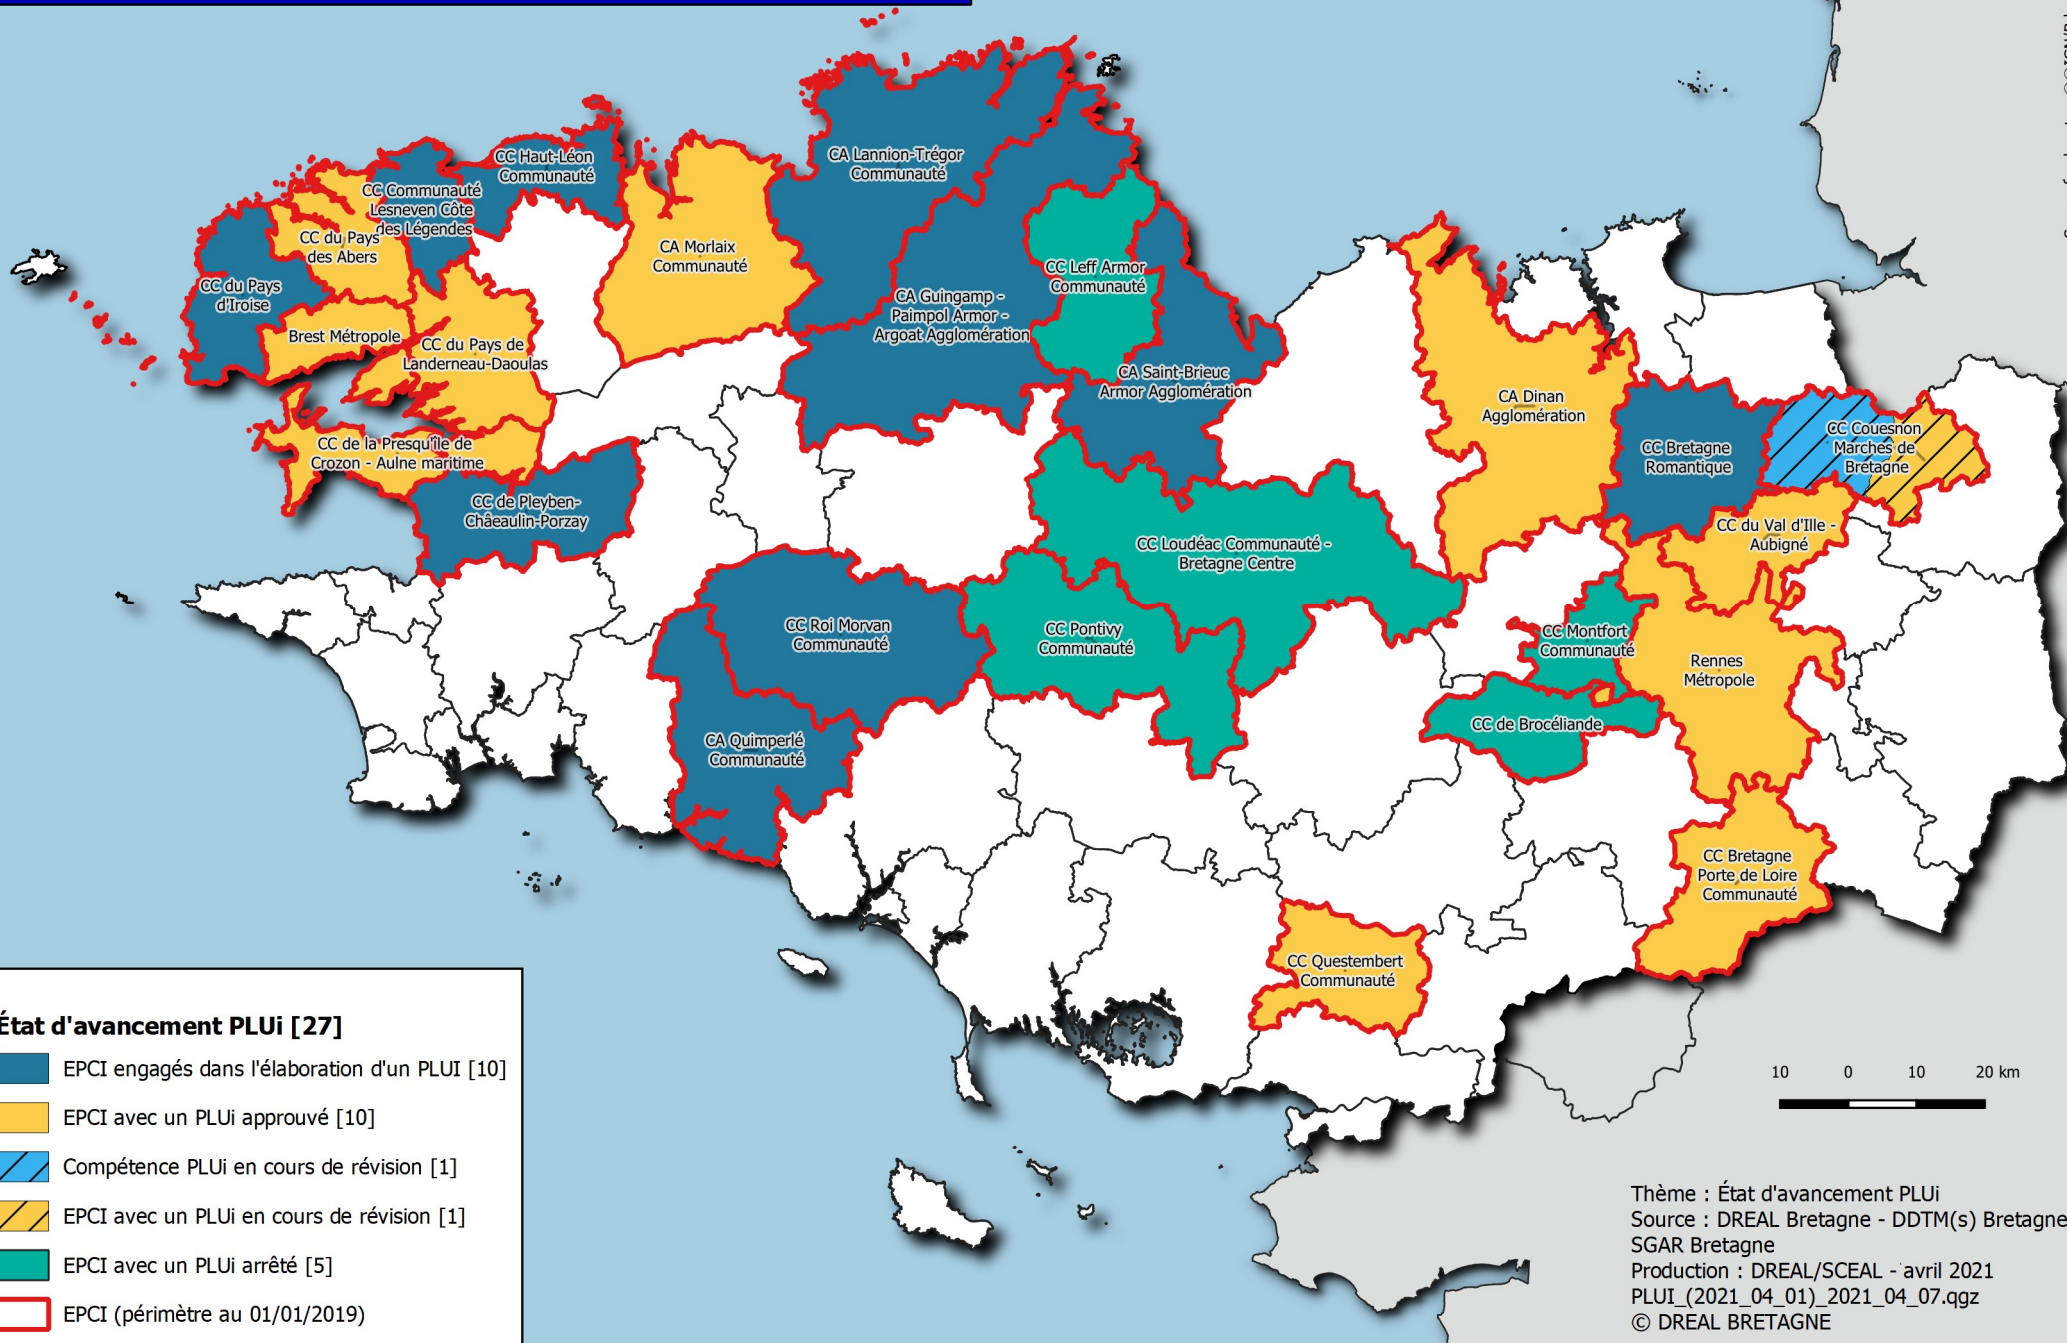 CC Haut-Léon
Communauté
CA Lannion-Trégor
Communauté
CC Communauté
Lesneven Côte
des Légendes
CC du Pays
des Abers
CA Morlaix
Communauté
CC du Pays
d'Iroise
CC Leff Armor
Communauté
CA Guingamp -
Paimpol Armor -
Argoat Agglomération
Brest Métropole
CC du Pays de
Landerneau-Daoulas
CA Saint-Brieuc
Armor Agglomération
CA Dinan
Agglomération
CC de la Presqu'île de
Crozon - Aulne maritime
CC Bretagne
Romantique
CC Couesnon
Marches de
Bretagne
CC de Pleyben-
Châeaulin-Porzay
CC du Val d'Ille -
Aubigné
CC Loudéac Communauté -
Bretagne Centre
CC Roi Morvan
Communauté
CC Pontivy
Communauté
CC Montfort
Communauté
Rennes
Métropole
CC de Brocéliande
CA Quimperlé
Communauté
CC Bretagne
Porte de Loire
Communauté
CC Questembert
Communauté
État d'avancement PLUi [27]
EPCI engagés dans l'élaboration d'un PLUI [10]
EPCI avec un PLUi approuvé [10]
Compétence PLUi en cours de révision [1]
EPCI avec un PLUi en cours de révision [1]
EPCI avec un PLUi arrêté [5]
EPCI (périmètre au 01/01/2019)
10 0 10 20 km
Thème : État d'avancement PLUi
Source : DREAL Bretagne - DDTM(s) Bretagne
SGAR Bretagne
Production : DREAL/SCEAL - avril 2021
PLUI_(2021_04_01)_2021_04_07.qgz
© DREAL BRETAGNE